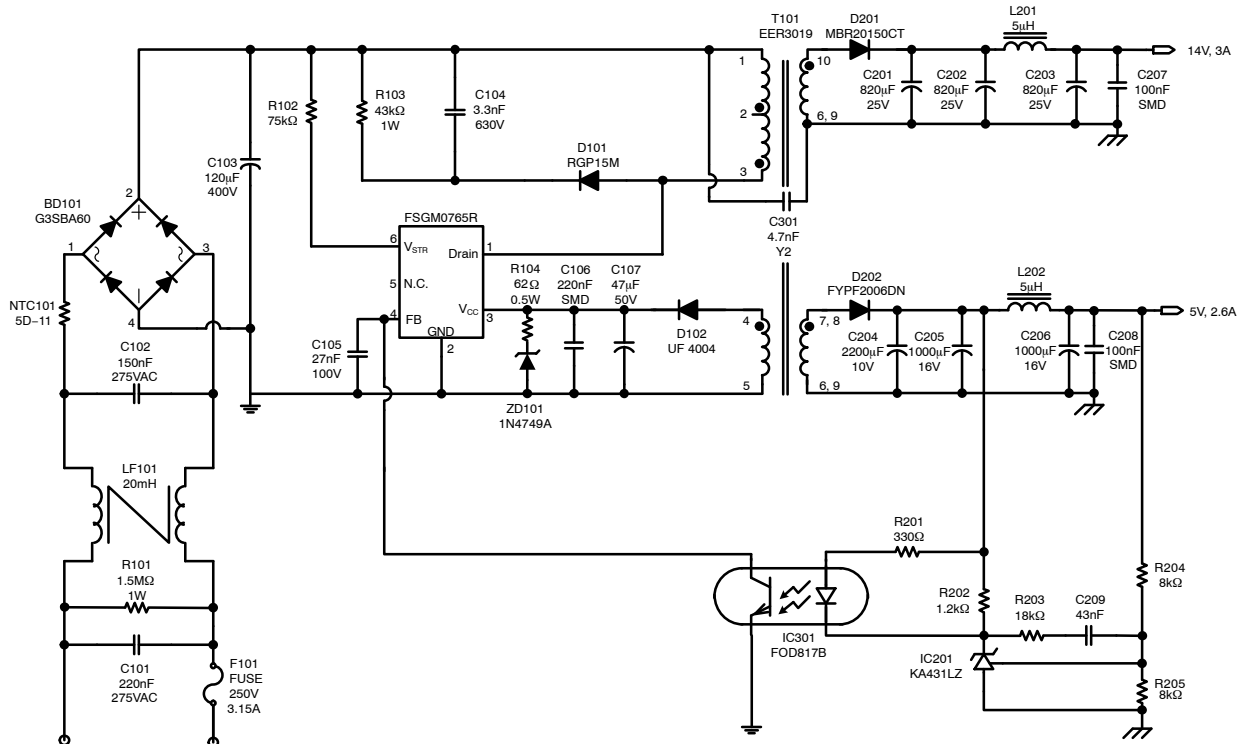 T101
EER3019
D201
MBR20150CT
L201
5μH
14V, 3A
1
2
3
10
6, 9
C201
820μF
25V
C202
820μF
25V
C203
820μF
25V
C207
100nF
SMD
R102
75kΩ
R103
43kΩ
1W
C104
3.3nF
630V
D101
RGP15M
C103
120μF
400V
C301
4.7nF
Y2
BD101
G3SBA60
2
1
3
4
+
−
~
~
NTC101
5D−11
C102
150nF
275VAC
FSGM0765R
6
VSTR
Drain
1
5
N.C.
VCC
3
4
FB
GND
2
C105
27nF
100V
R104
62Ω
0.5W
C106
220nF
SMD
C107
47μF
50V
D102
UF 4004
ZD101
1N4749A
4
5
7, 8
6, 9
D202
FYPF2006DN
L202
5μH
5V, 2.6A
C204
2200μF
10V
C205
1000μF
16V
C206
1000μF
16V
C208
100nF
SMD
LF101
20mH
R101
1.5MΩ
1W
C101
220nF
275VAC
F101
FUSE
250V
3.15A
IC301
FOD817B
R201
330Ω
R202
1.2kΩ
R203
18kΩ
C209
43nF
R204
8kΩ
IC201
KA431LZ
R205
8kΩ